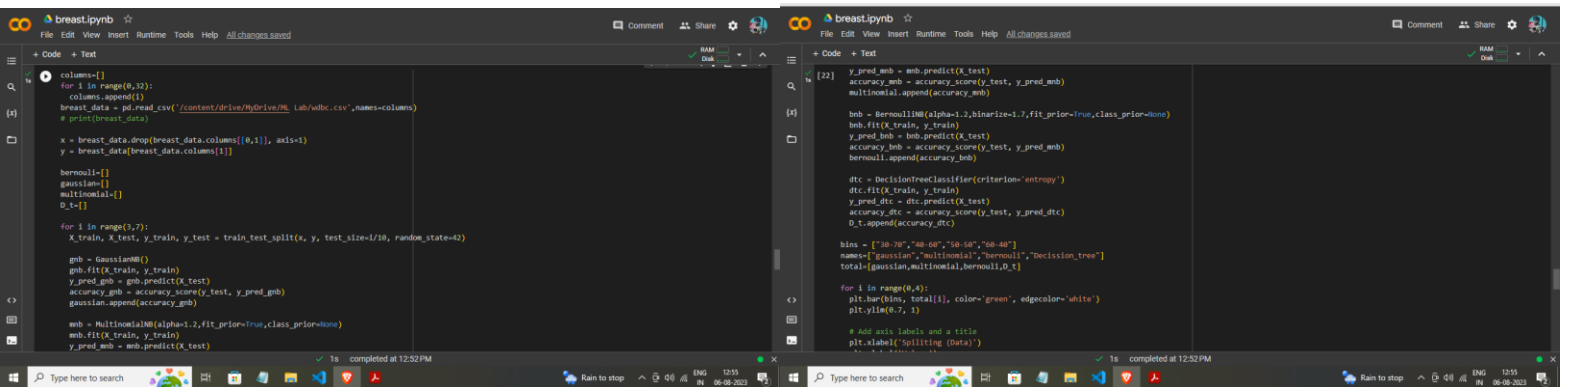 breast.ipynb
File Edit View Insert Runtime Tools Help All changes saved
Comment Share
+ Code + Text
RAM
Disk
1s
columns=[]
for i in range(0,32):
  columns.append(i)
breast_data = pd.read_csv('/content/drive/MyDrive/ML Lab/wdbc.csv',names=columns)
# print(breast_data)
x = breast_data.drop(breast_data.columns[[0,1]], axis=1)
y = breast_data[breast_data.columns[1]]
bernouli=[]
gaussian=[]
multinomial=[]
D_t=[]
for i in range(3,7):
  X_train, X_test, y_train, y_test = train_test_split(x, y, test_size=i/10, random_state=42)
  gnb = GaussianNB()
  gnb.fit(X_train, y_train)
  y_pred_gnb = gnb.predict(X_test)
  accuracy_gnb = accuracy_score(y_test, y_pred_gnb)
  gaussian.append(accuracy_gnb)
  mnb = MultinomialNB(alpha=1.2,fit_prior=True,class_prior=None)
  mnb.fit(X_train, y_train)
  y_pred_mnb = mnb.predict(X_test)
1s completed at 12:52 PM
Type here to search
Rain to stop
ENG
IN
12:55
06-08-2023
breast.ipynb
File Edit View Insert Runtime Tools Help All changes saved
Comment Share
+ Code + Text
RAM
Disk
1s
[22]
  y_pred_mnb = mnb.predict(X_test)
  accuracy_mnb = accuracy_score(y_test, y_pred_mnb)
  multinomial.append(accuracy_mnb)
  bnb = BernoulliNB(alpha=1.2,binarize=1.7,fit_prior=True,class_prior=None)
  bnb.fit(X_train, y_train)
  y_pred_bnb = bnb.predict(X_test)
  accuracy_bnb = accuracy_score(y_test, y_pred_mnb)
  bernouli.append(accuracy_bnb)
  dtc = DecisionTreeClassifier(criterion='entropy')
  dtc.fit(X_train, y_train)
  y_pred_dtc = dtc.predict(X_test)
  accuracy_dtc = accuracy_score(y_test, y_pred_dtc)
  D_t.append(accuracy_dtc)
bins = ["30-70","40-60","50-50","60-40"]
names=["gaussian","multinomial","bernouli","Decission_tree"]
total=[gaussian,multinomial,bernouli,D_t]
for i in range(0,4):
  plt.bar(bins, total[i], color='green', edgecolor='white')
  plt.ylim(0.7, 1)
  # Add axis labels and a title
  plt.xlabel('Spiliting (Data)')
1s completed at 12:52 PM
Type here to search
Rain to stop
ENG
IN
12:55
06-08-2023